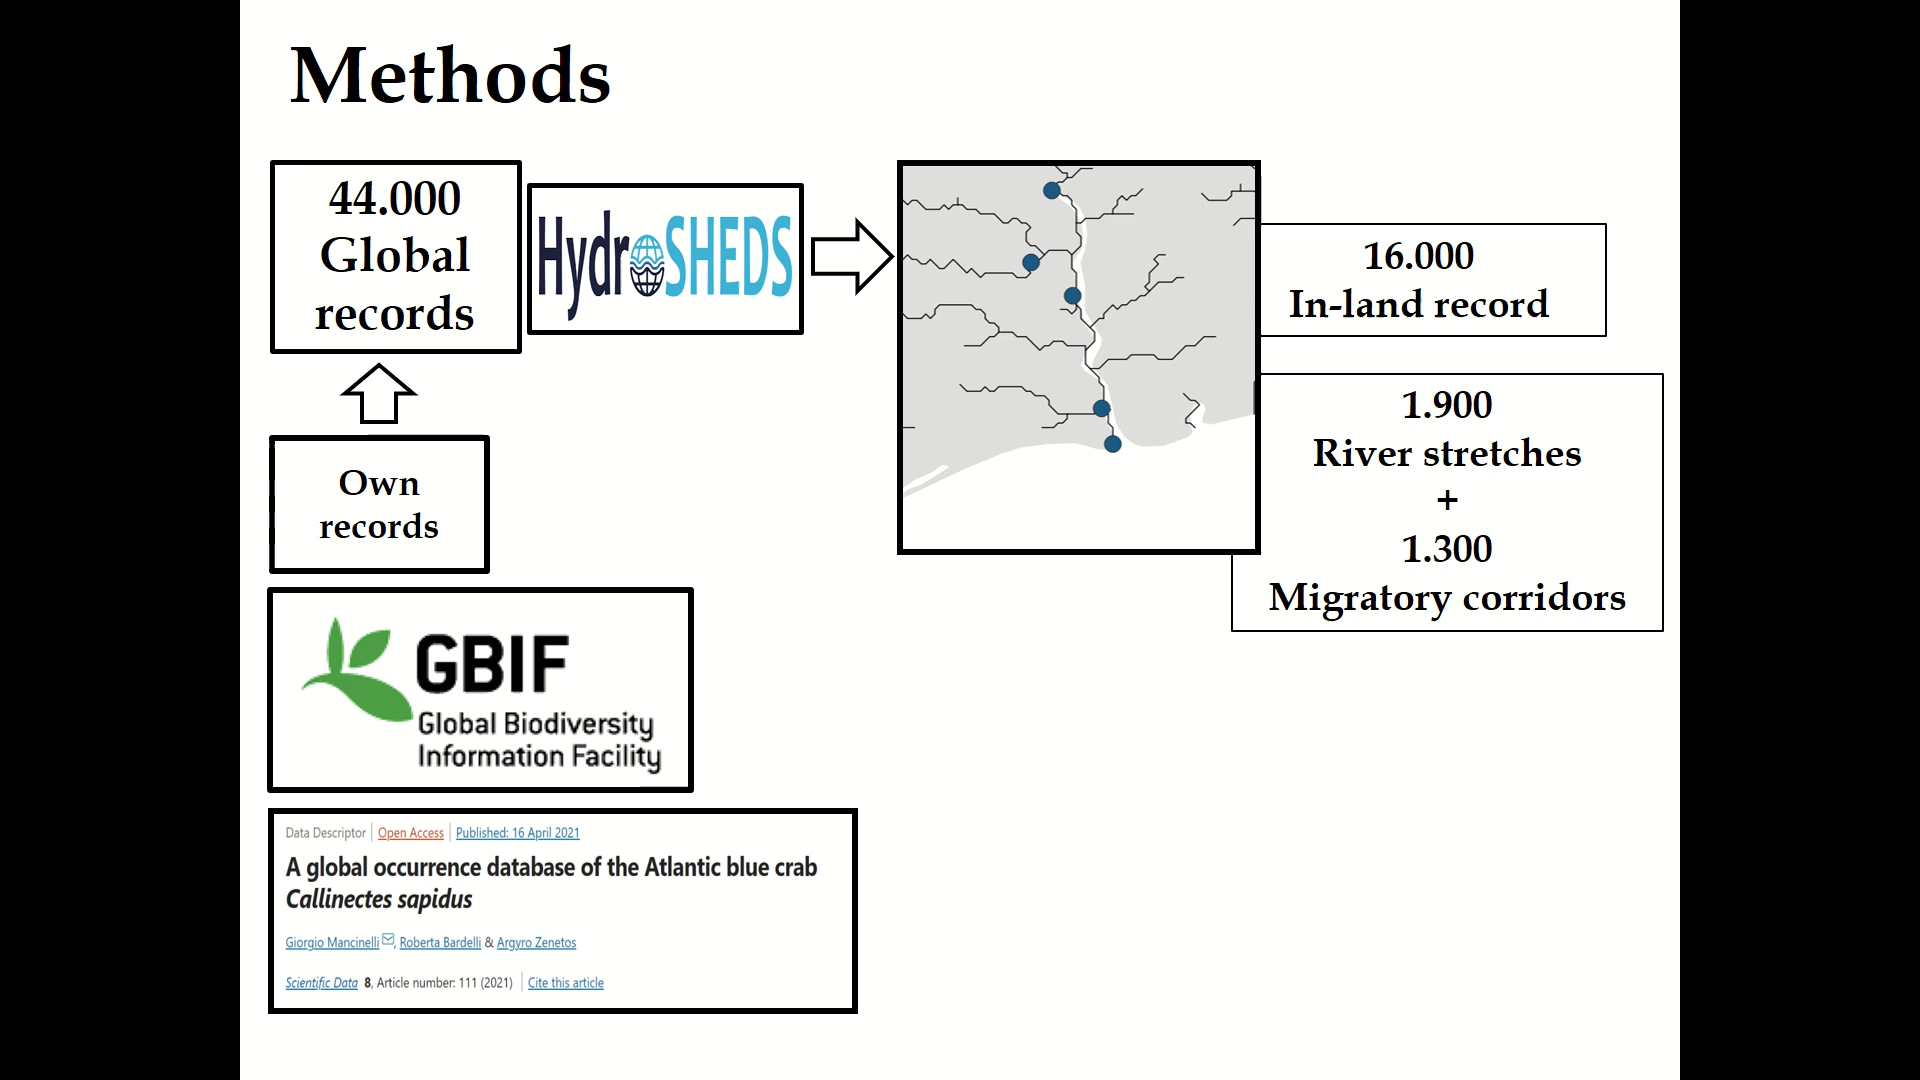 Methods
44.000
Global
records
HydroSHEDS
16.000
In-land record
1.900
River stretches
+
1.300
Migratory corridors
Own
records
GBIF
Global Biodiversity
Information Facility
Data Descriptor | Open Access | Published: 16 April 2021
A global occurrence database of the Atlantic blue crab
Callinectes sapidus
Giorgio Mancinelli, Roberta Bardelli & Argyro Zenetos
Scientific Data 8, Article number: 111 (2021) | Cite this article